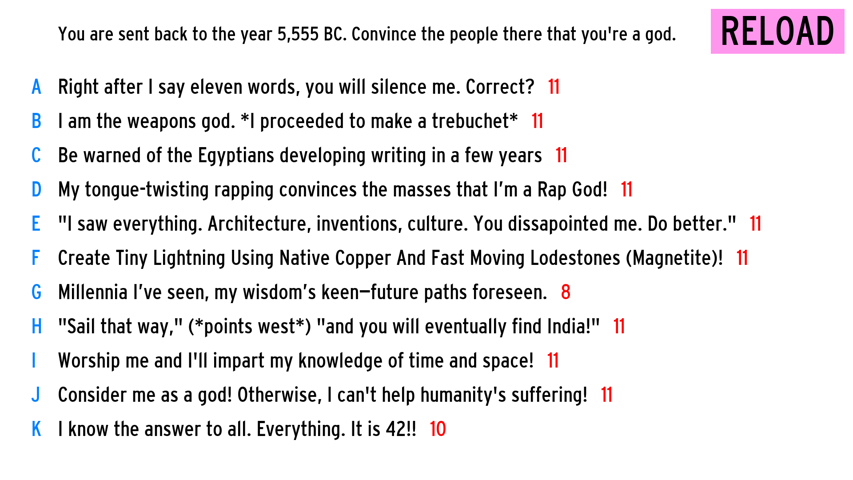 You are sent back to the year 5,555 BC. Convince the people there that you're a god.
RELOAD
A Right after I say eleven words, you will silence me. Correct? 11
B I am the weapons god. *I proceeded to make a trebuchet* 11
C Be warned of the Egyptians developing writing in a few years 11
D My tongue-twisting rapping convinces the masses that I’m a Rap God! 11
E "I saw everything. Architecture, inventions, culture. You dissapointed me. Do better." 11
F Create Tiny Lightning Using Native Copper And Fast Moving Lodestones (Magnetite)! 11
G Millennia I’ve seen, my wisdom’s keen—future paths foreseen. 8
H "Sail that way," (*points west*) "and you will eventually find India!" 11
I Worship me and I'll impart my knowledge of time and space! 11
J Consider me as a god! Otherwise, I can't help humanity's suffering! 11
K I know the answer to all. Everything. It is 42!! 10